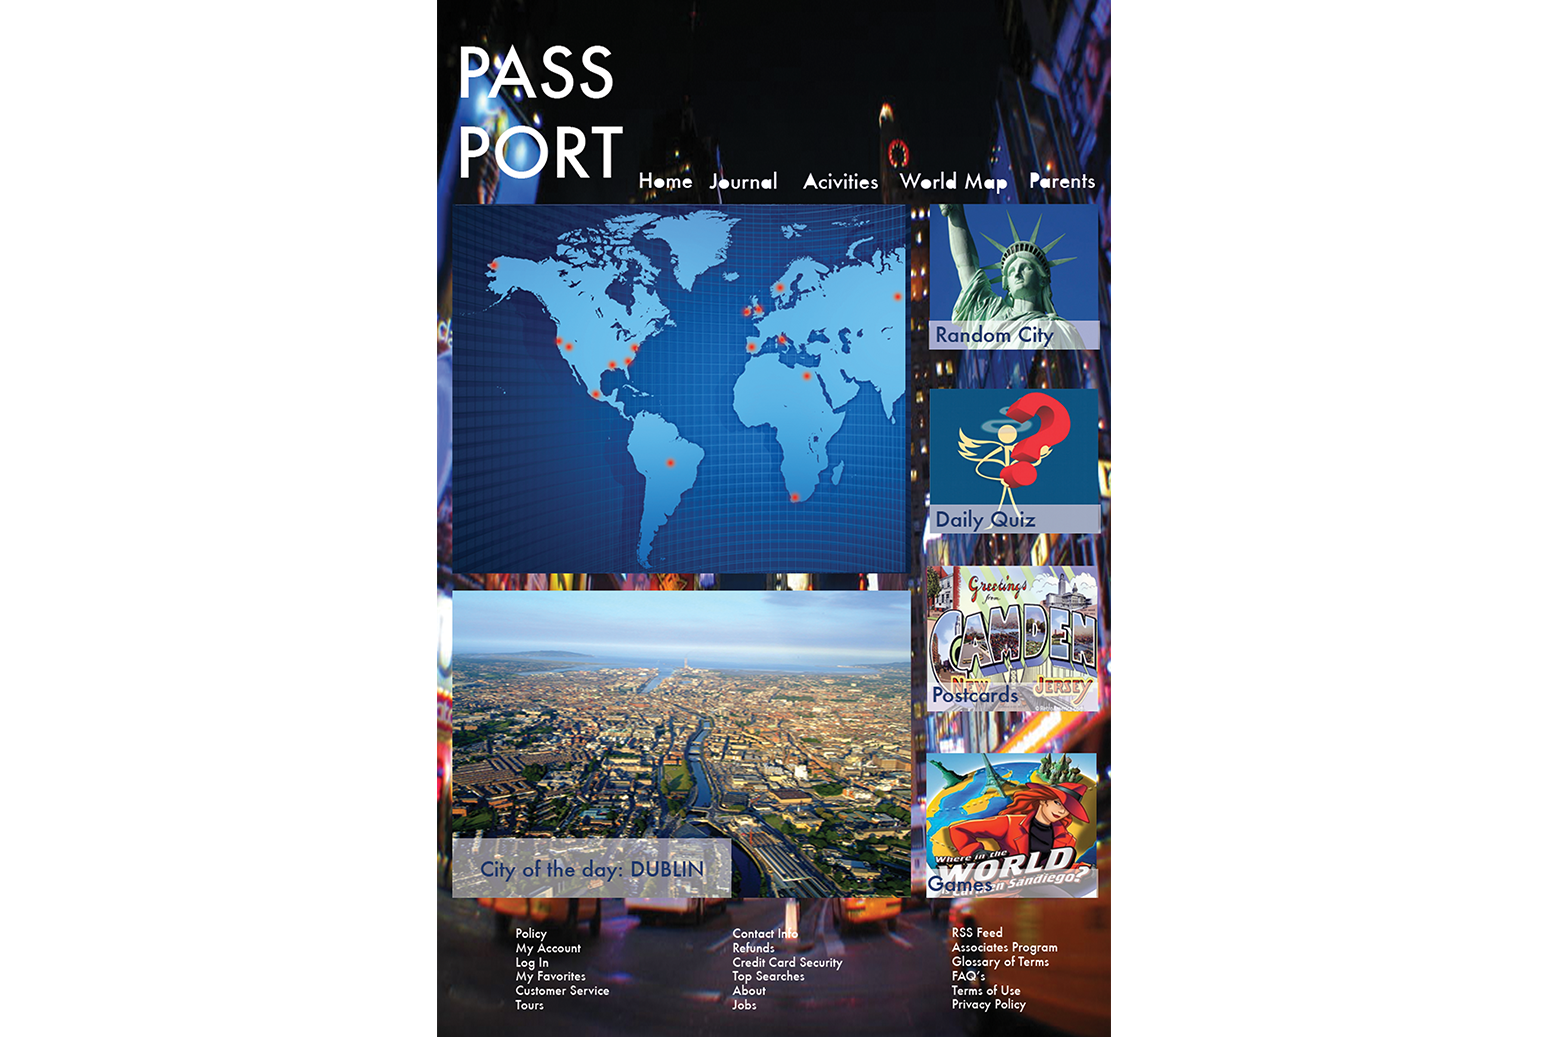 PASS
PORT
Home Journal Acivities World Map Parents
Random City
Daily Quiz
Greetings
from
CAMDEN
NEW JERSEY
Postcards
Where in the
WORLD
Sandiego?
Games
City of the day: DUBLIN
Policy
My Account
Log In
My Favorites
Customer Service
Tours
Contact Info
Refunds
Credit Card Security
Top Searches
About
Jobs
RSS Feed
Associates Program
Glossary of Terms
FAQ's
Terms of Use
Privacy Policy